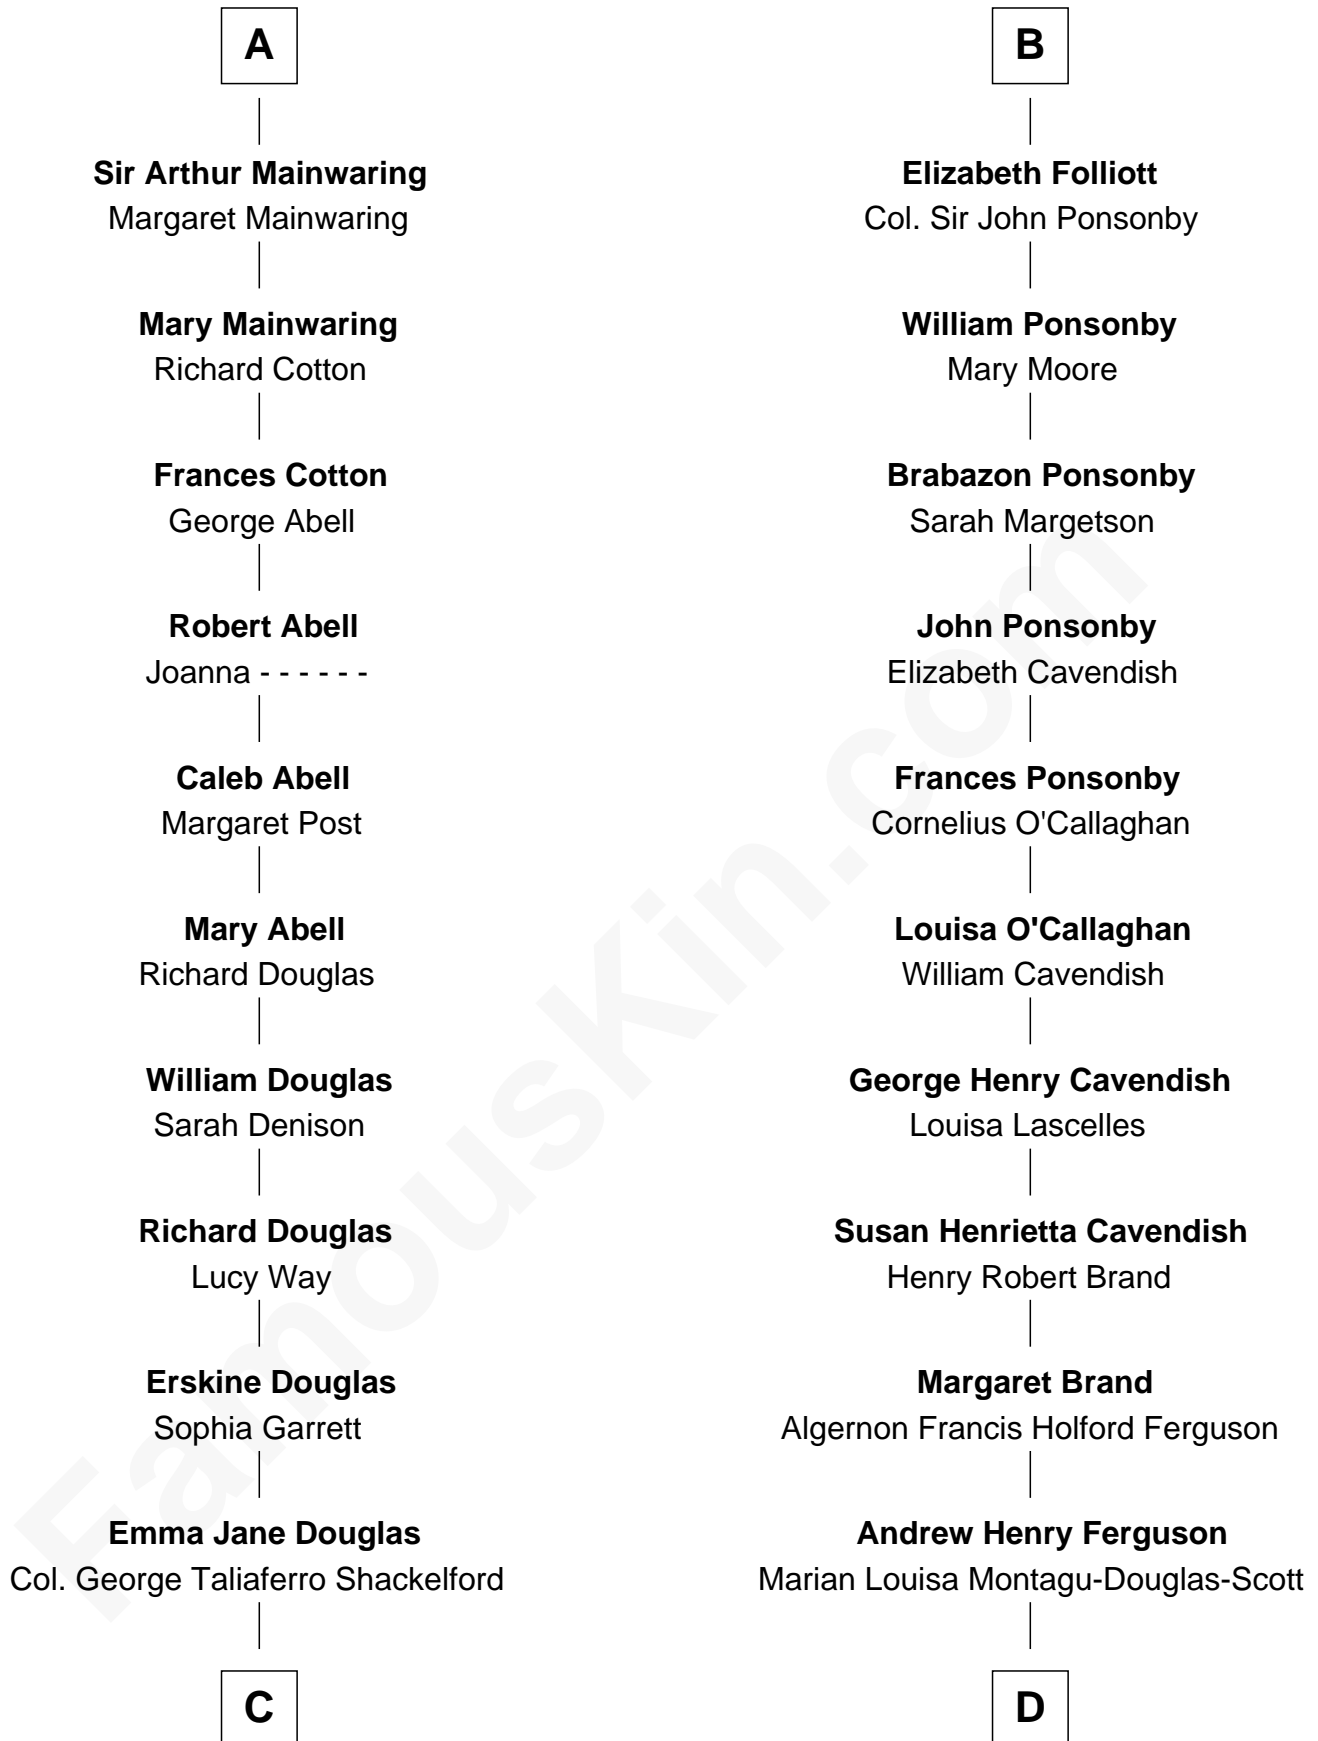 A
Sir Arthur Mainwaring
Margaret Mainwaring
Mary Mainwaring
Richard Cotton
Frances Cotton
George Abell
Robert Abell
Joanna - - - - - -
Caleb Abell
Margaret Post
Mary Abell
Richard Douglas
William Douglas
Sarah Denison
Richard Douglas
Lucy Way
Erskine Douglas
Sophia Garrett
Emma Jane Douglas
Col. George Taliaferro Shackelford
C
B
Elizabeth Folliott
Col. Sir John Ponsonby
William Ponsonby
Mary Moore
Brabazon Ponsonby
Sarah Margetson
John Ponsonby
Elizabeth Cavendish
Frances Ponsonby
Cornelius O'Callaghan
Louisa O'Callaghan
William Cavendish
George Henry Cavendish
Louisa Lascelles
Susan Henrietta Cavendish
Henry Robert Brand
Margaret Brand
Algernon Francis Holford Ferguson
Andrew Henry Ferguson
Marian Louisa Montagu-Douglas-Scott
D
FamousKin.com